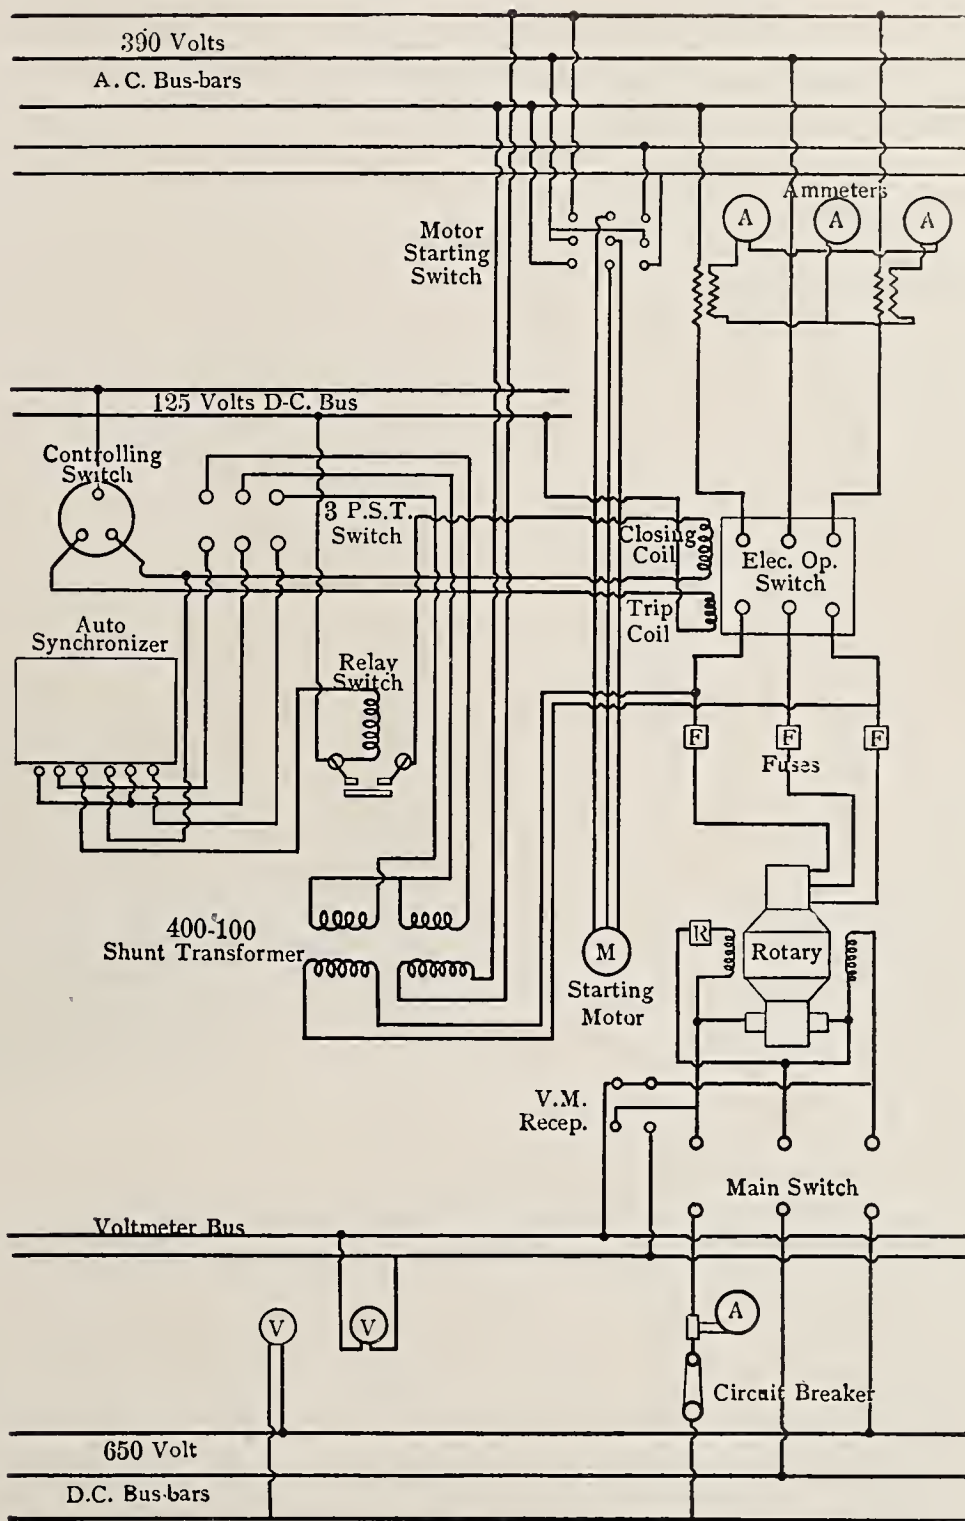 390 Volts
A.C. Bus-bars
Ammeters
A
A
A
Motor
Starting
Switch
125 Volts D-C. Bus
Controlling
Switch
3 P.S.T.
Switch
Closing
Coil
Elec. Op.
Switch
Trip
Coil
Auto
Synchronizer
Relay
Switch
F
F
F
Fuses
400-100
Shunt Transformer
M
Starting
Motor
R
Rotary
V.M.
Recep.
Main Switch
Voltmeter Bus
V
V
A
Circuit Breaker
650 Volt
D.C. Bus-bars